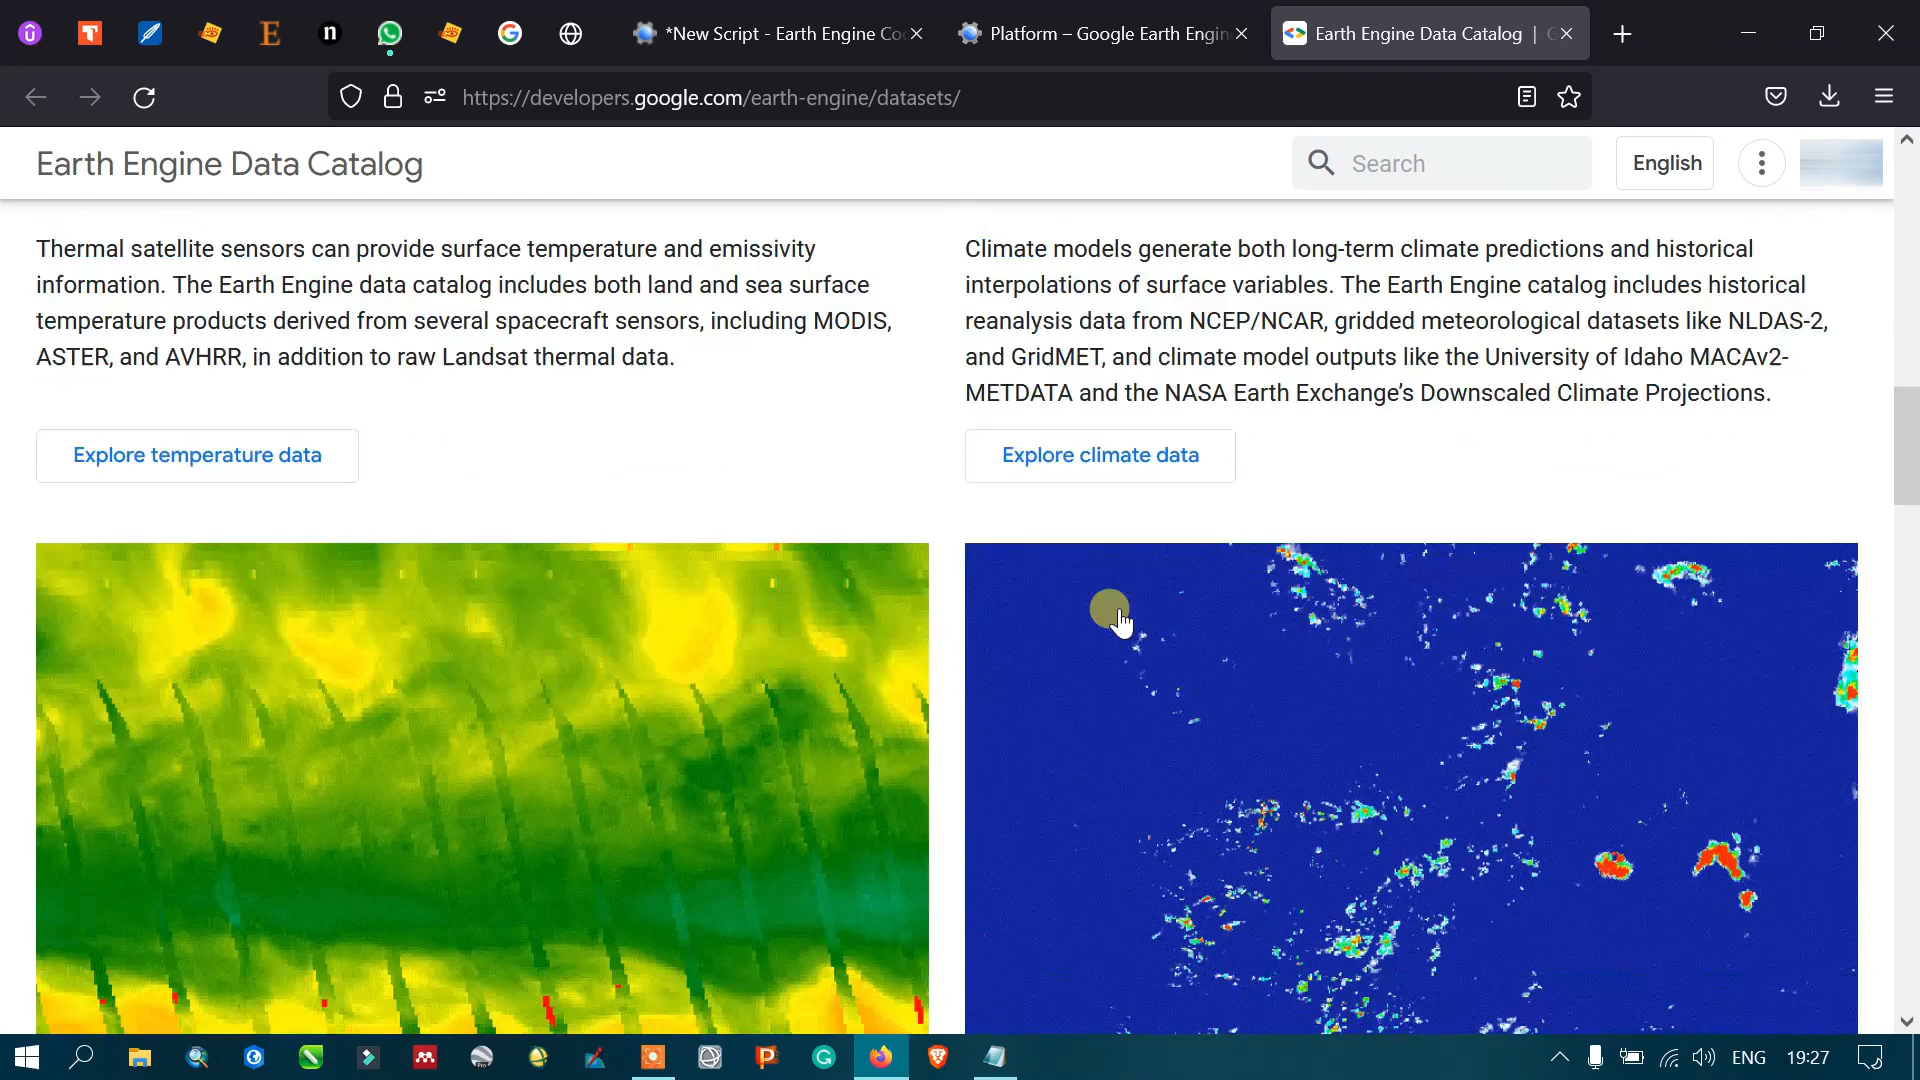 *New Script - Earth Engine Co
Platform – Google Earth Engin
Earth Engine Data Catalog | G
https://developers.google.com/earth-engine/datasets/
Earth Engine Data Catalog
Search
English
Thermal satellite sensors can provide surface temperature and emissivity
information. The Earth Engine data catalog includes both land and sea surface
temperature products derived from several spacecraft sensors, including MODIS,
ASTER, and AVHRR, in addition to raw Landsat thermal data.
Explore temperature data
Climate models generate both long-term climate predictions and historical
interpolations of surface variables. The Earth Engine catalog includes historical
reanalysis data from NCEP/NCAR, gridded meteorological datasets like NLDAS-2,
and GridMET, and climate model outputs like the University of Idaho MACAv2-
METDATA and the NASA Earth Exchange’s Downscaled Climate Projections.
Explore climate data
ENG
19:27